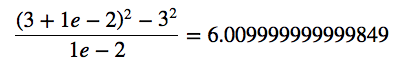 (3 + 1e − 2)² − 3²
1e − 2
= 6.009999999999849